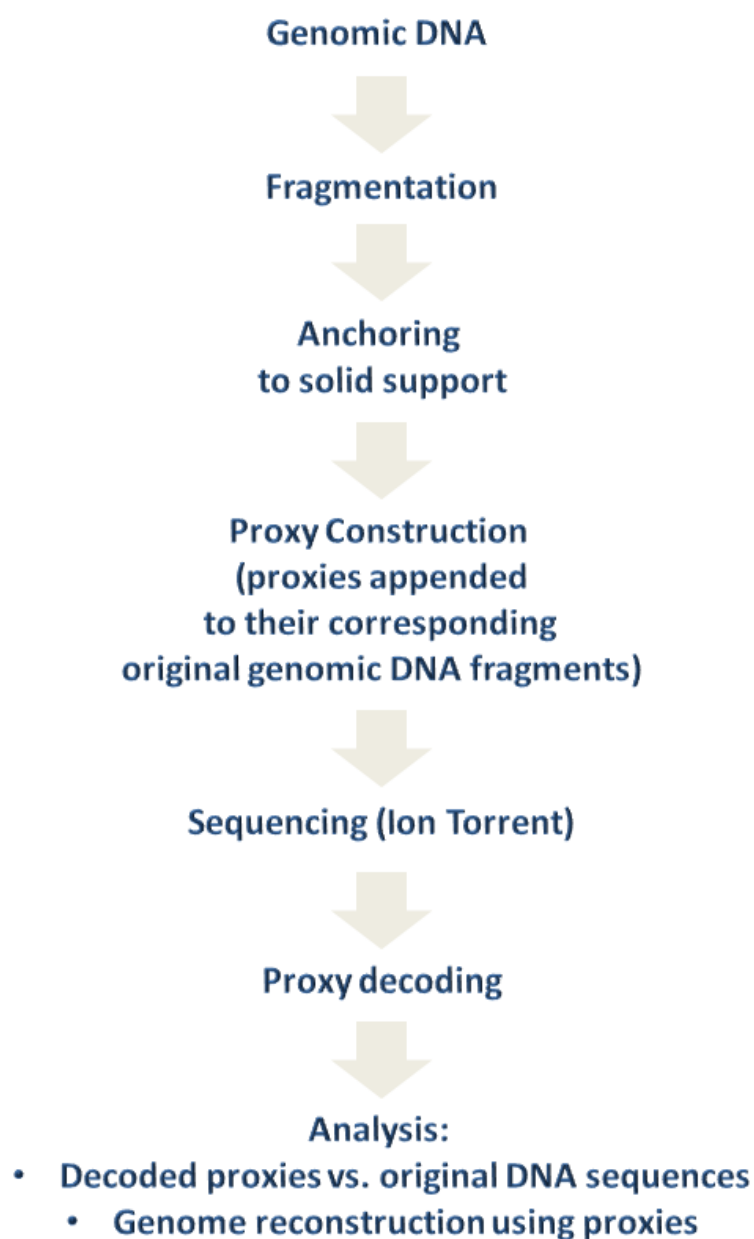 Genomic DNA
Fragmentation
Anchoring
to solid support
Proxy Construction
(proxies appended
to their corresponding
original genomic DNA fragments)
Sequencing (Ion Torrent)
Proxy decoding
Analysis:
• Decoded proxies vs. original DNA sequences
• Genome reconstruction using proxies